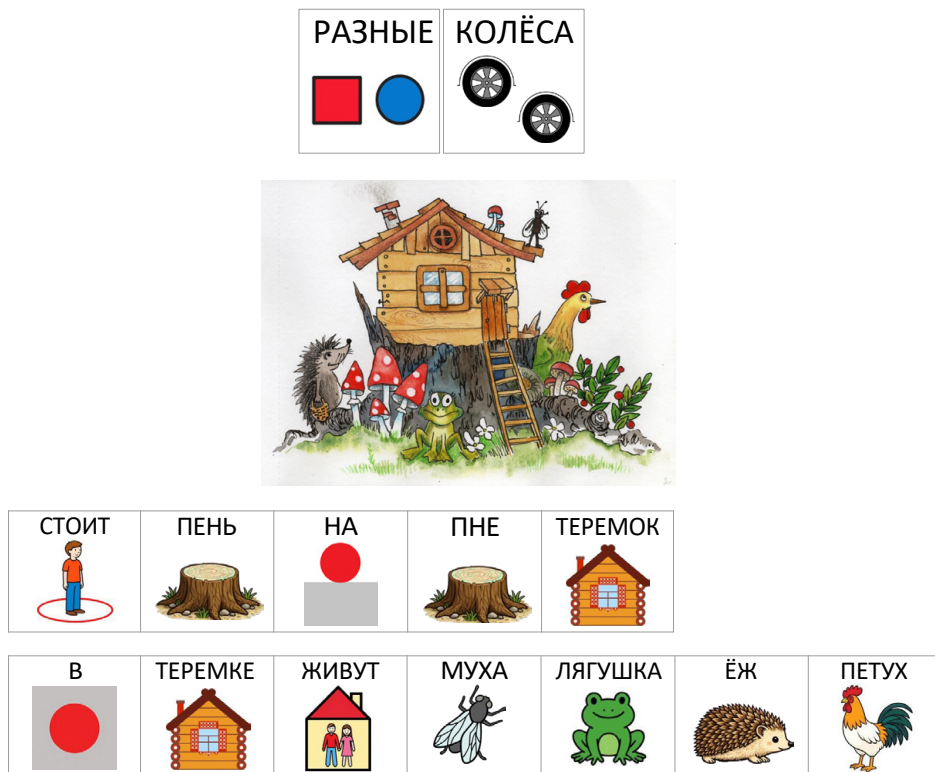 РАЗНЫЕ КОЛЁСА
СТОИТ ПЕНЬ НА ПНЕ ТЕРЕМОК
В ТЕРЕМКЕ ЖИВУТ МУХА ЛЯГУШКА ЁЖ ПЕТУХ